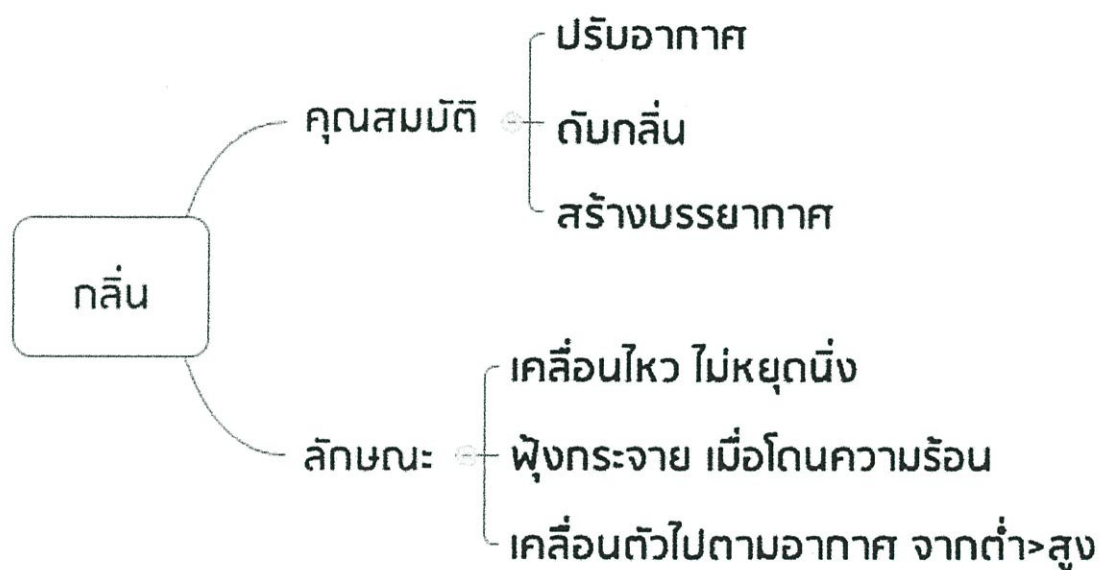 ปรับอากาศ
คุณสมบัติ
ดับกลิ่น
สร้างบรรยากาศ
กลิ่น
เคลื่อนไหว ไม่หยุดนิ่ง
ลักษณะ
ฟุ้งกระจาย เมื่อโดนความร้อน
เคลื่อนตัวไปตามอากาศ จากต่ำ>สูง